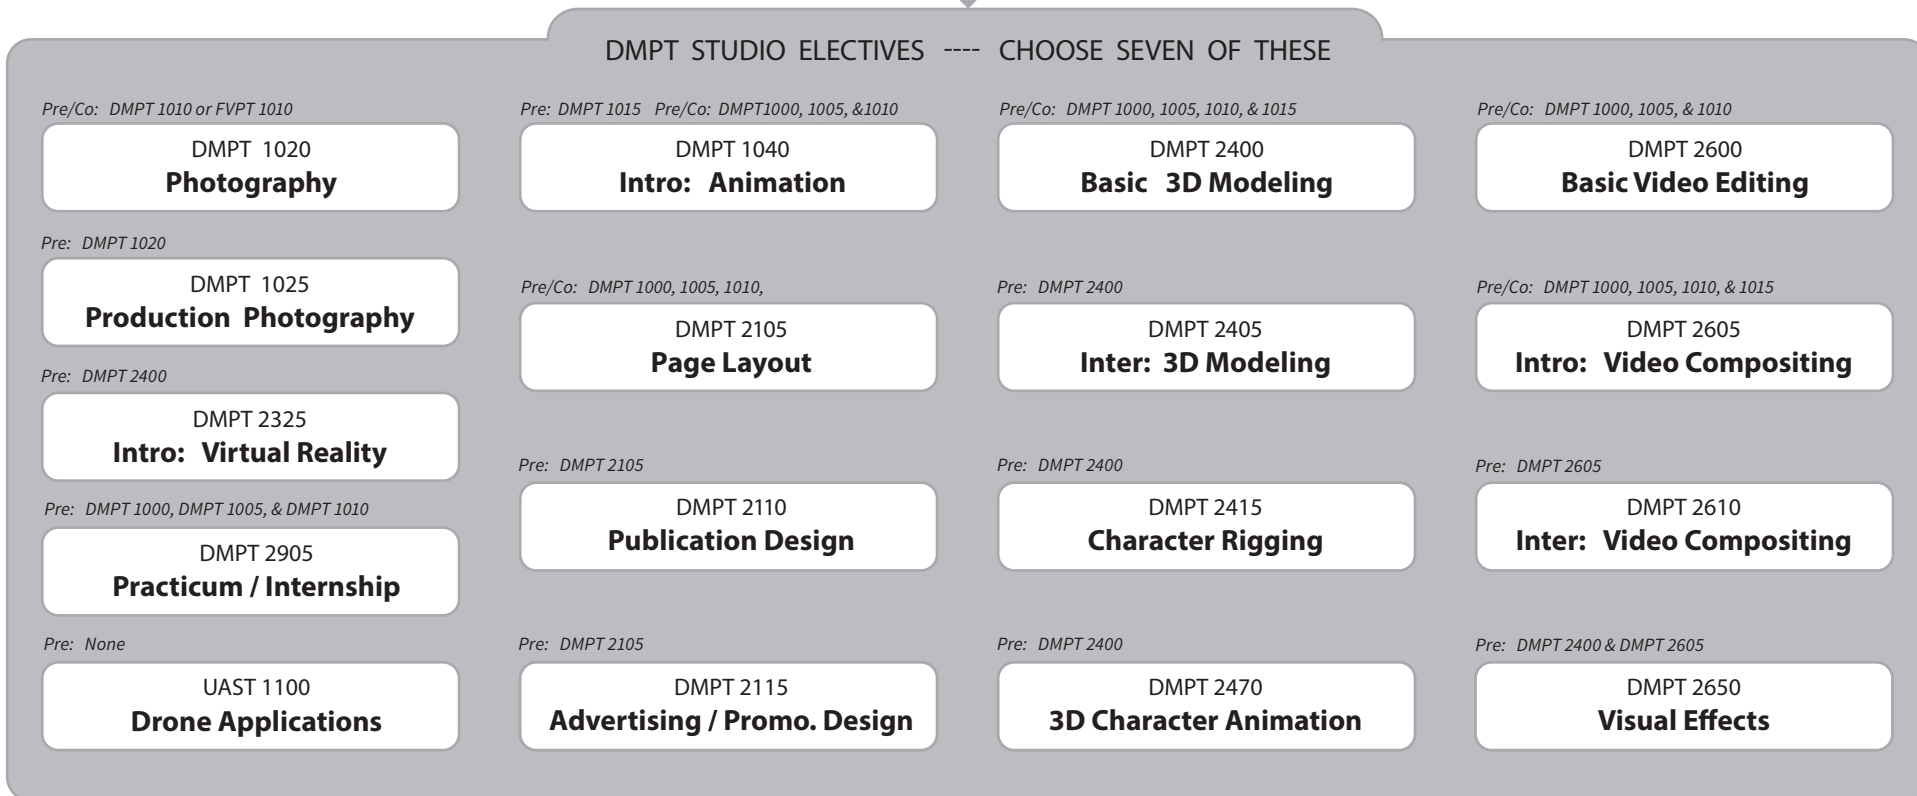 DMPT STUDIO ELECTIVES ---- CHOOSE SEVEN OF THESE
Pre/Co: DMPT 1010 or FVPT 1010
DMPT 1020
Photography
Pre: DMPT 1020
DMPT 1025
Production Photography
Pre: DMPT 2400
DMPT 2325
Intro: Virtual Reality
Pre: DMPT 1000, DMPT 1005, & DMPT 1010
DMPT 2905
Practicum / Internship
Pre: None
UAST 1100
Drone Applications
Pre: DMPT 1015 Pre/Co: DMPT1000, 1005, &1010
DMPT 1040
Intro: Animation
Pre/Co: DMPT 1000, 1005, 1010,
DMPT 2105
Page Layout
Pre: DMPT 2105
DMPT 2110
Publication Design
Pre: DMPT 2105
DMPT 2115
Advertising / Promo. Design
Pre/Co: DMPT 1000, 1005, 1010, & 1015
DMPT 2400
Basic 3D Modeling
Pre: DMPT 2400
DMPT 2405
Inter: 3D Modeling
Pre: DMPT 2400
DMPT 2415
Character Rigging
Pre: DMPT 2400
DMPT 2470
3D Character Animation
Pre/Co: DMPT 1000, 1005, & 1010
DMPT 2600
Basic Video Editing
Pre/Co: DMPT 1000, 1005, 1010, & 1015
DMPT 2605
Intro: Video Compositing
Pre: DMPT 2605
DMPT 2610
Inter: Video Compositing
Pre: DMPT 2400 & DMPT 2605
DMPT 2650
Visual Effects